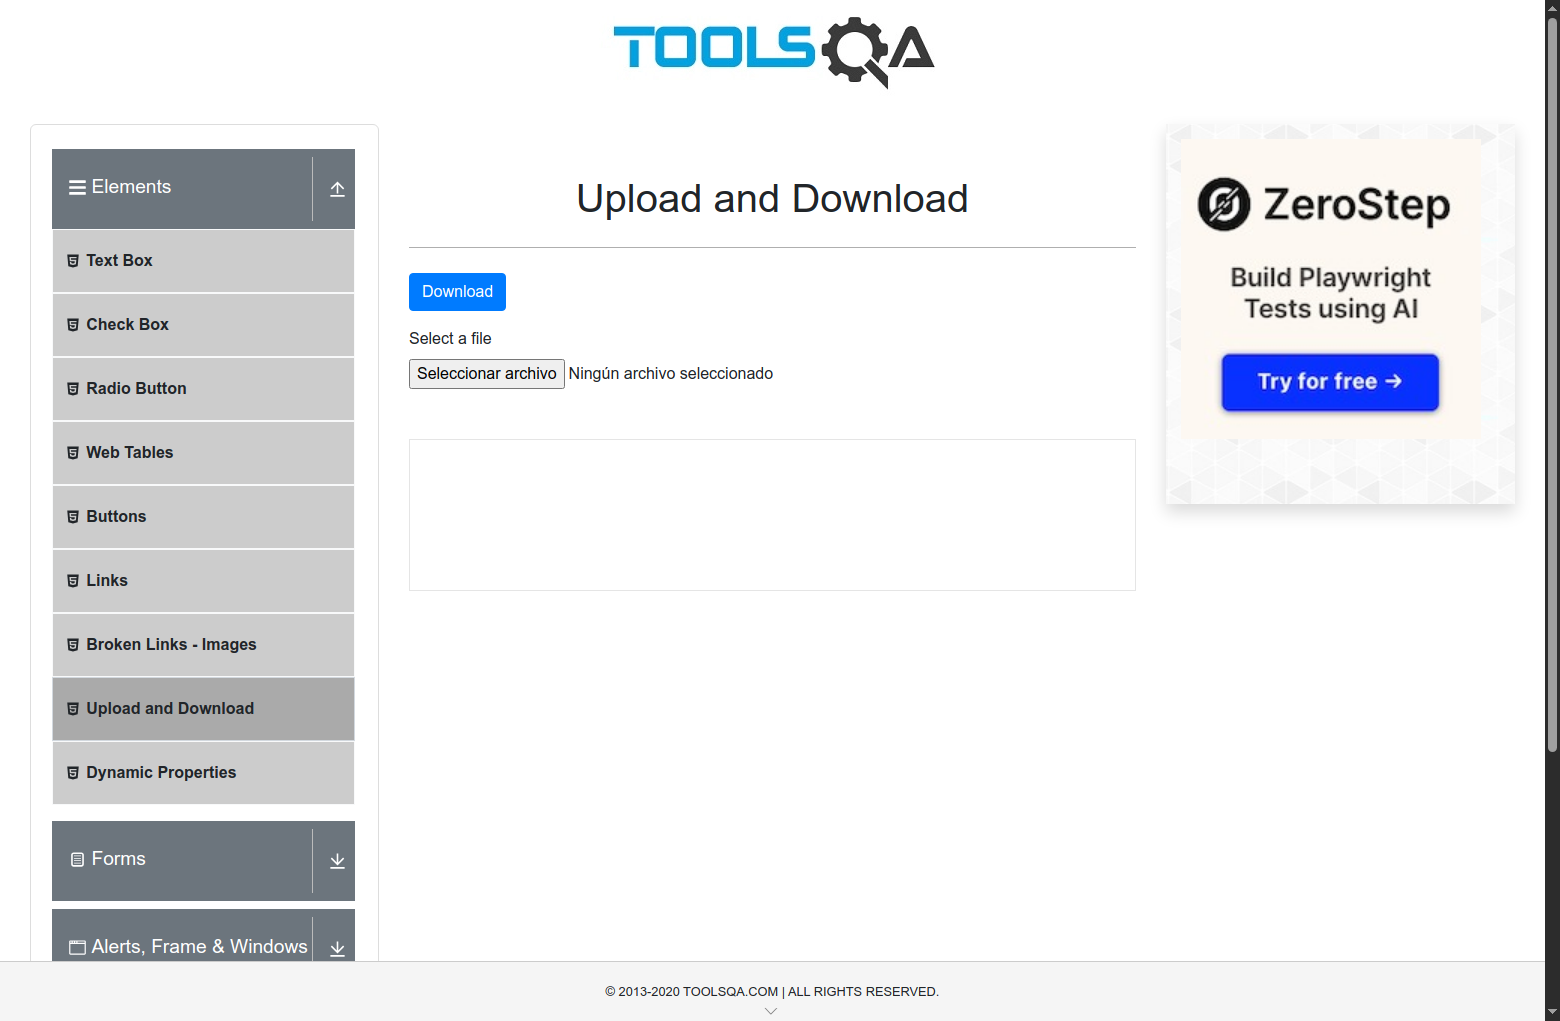 TOOLSQA
Elements
Text Box
Check Box
Radio Button
Web Tables
Buttons
Links
Broken Links - Images
Upload and Download
Dynamic Properties
Forms
Alerts, Frame & Windows
Upload and Download
Download
Select a file
Seleccionar archivo Ningún archivo seleccionado
ZeroStep
Build Playwright
Tests using AI
Try for free →
© 2013-2020 TOOLSQA.COM | ALL RIGHTS RESERVED.